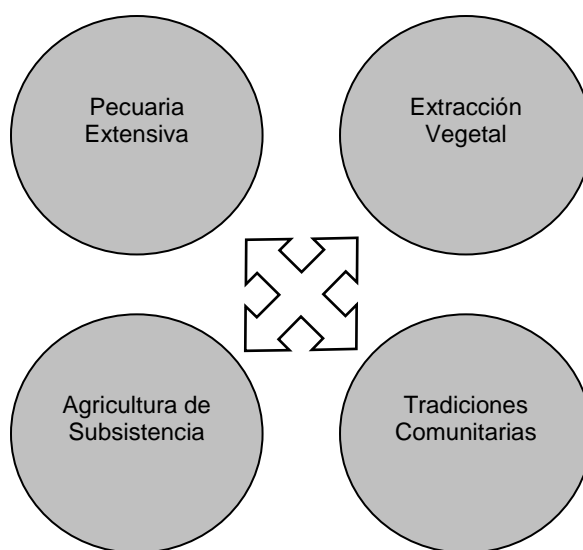 Pecuaria
Extensiva
Extracción
Vegetal
Agricultura de
Subsistencia
Tradiciones
Comunitarias